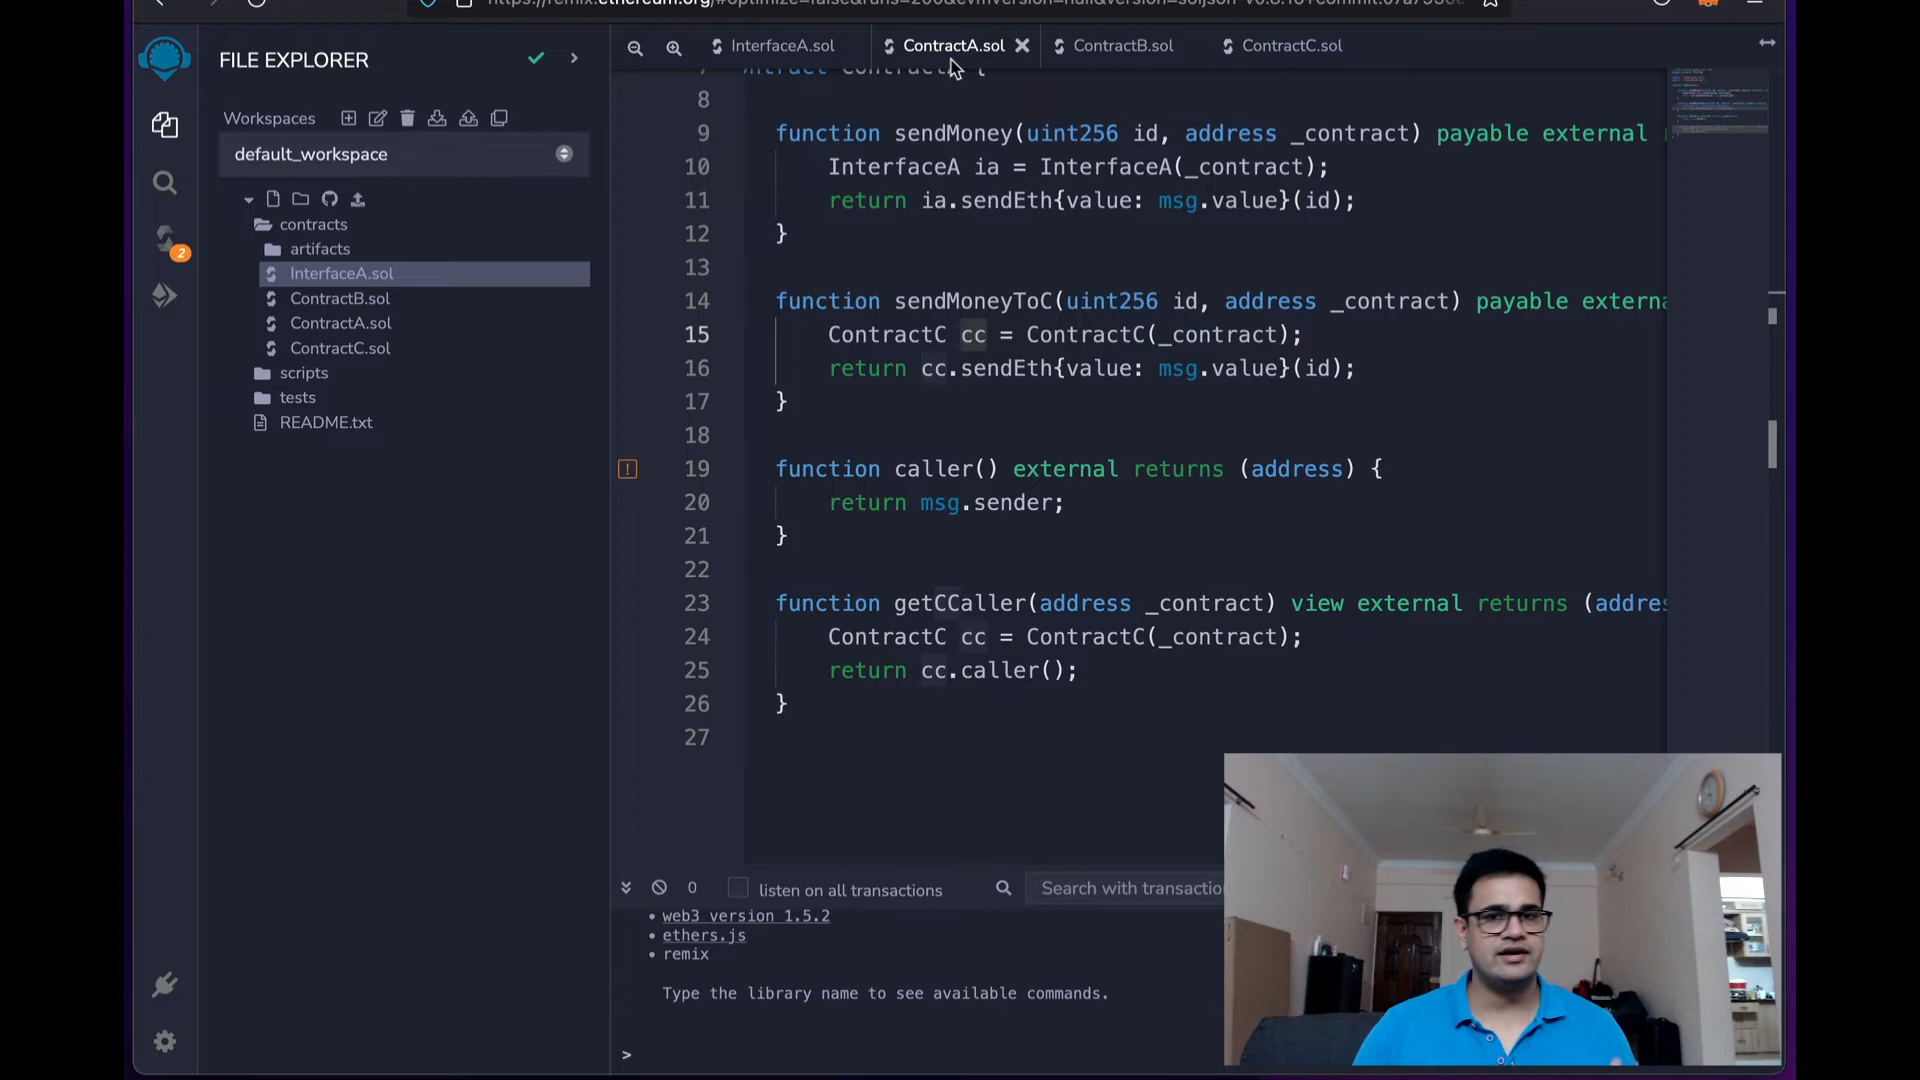 FILE EXPLORER
Workspaces
default_workspace
contracts
artifacts
InterfaceA.sol
ContractB.sol
ContractA.sol
ContractC.sol
scripts
tests
README.txt
2
InterfaceA.sol
ContractA.sol
ContractB.sol
ContractC.sol
8
9 function sendMoney(uint256 id, address _contract) payable external
10 InterfaceA ia = InterfaceA(_contract);
11 return ia.sendEth{value: msg.value}(id);
12 }
13
14 function sendMoneyToC(uint256 id, address _contract) payable externa
15 ContractC cc = ContractC(_contract);
16 return cc.sendEth{value: msg.value}(id);
17 }
18
19 function caller() external returns (address) {
20 return msg.sender;
21 }
22
23 function getCCaller(address _contract) view external returns (addres
24 ContractC cc = ContractC(_contract);
25 return cc.caller();
26 }
27
0 listen on all transactions Search with transactio
• web3 version 1.5.2
• ethers.js
• remix
Type the library name to see available commands.
>